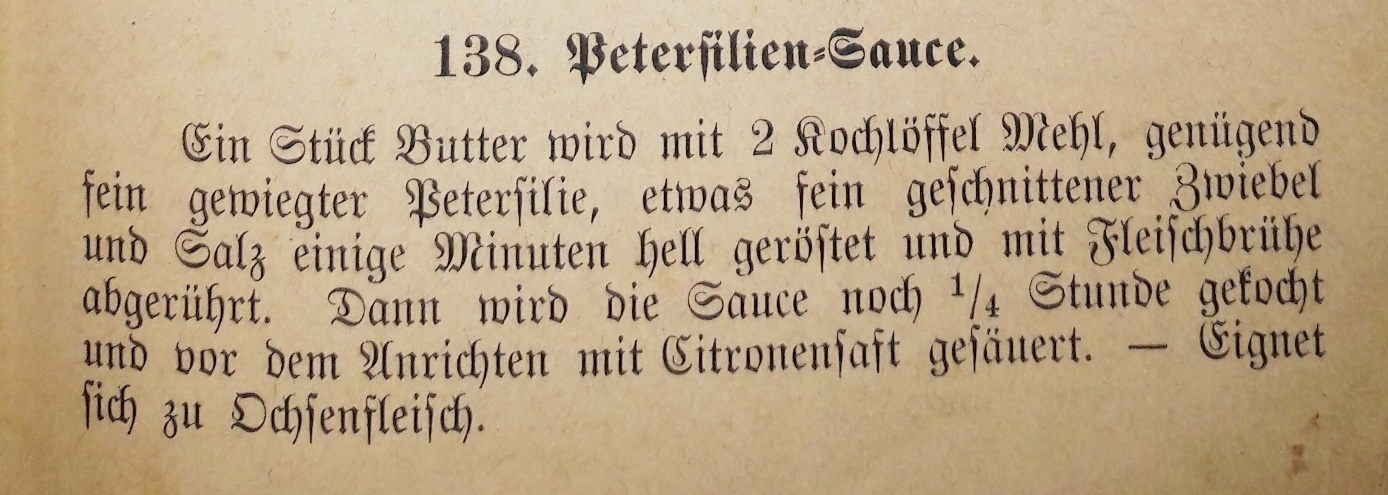 138. Peterſilien-Sauce.
Ein Stück Butter wird mit 2 Kochlöffel Mehl, genügend
fein gewiegter Peterſilie, etwas fein geſchnittener Zwiebel
und Salz einige Minuten hell geröſtet und mit Fleiſchbrühe
abgerührt. Dann wird die Sauce noch 1/4 Stunde gekocht
und vor dem Anrichten mit Citronenſaft geſäuert. — Eignet
ſich zu Ochſenfleiſch.